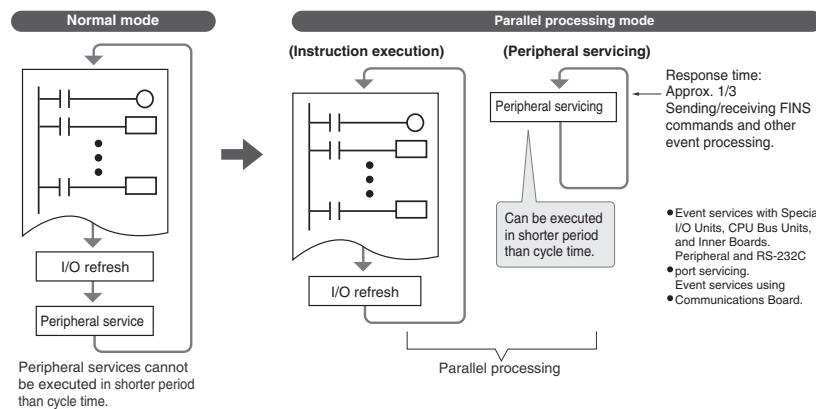 Normal mode
Parallel processing mode
(Instruction execution)
(Peripheral servicing)
I/O refresh
Peripheral service
Peripheral services cannot
be executed in shorter period
than cycle time.
I/O refresh
Peripheral servicing
Can be executed
in shorter period
than cycle time.
Response time:
Approx. 1/3
Sending/receiving FINS
commands and other
event processing.
● Event services with Specia
I/O Units, CPU Bus Units,
and Inner Boards.
Peripheral and RS-232C
● port servicing.
Event services using
● Communications Board.
Parallel processing